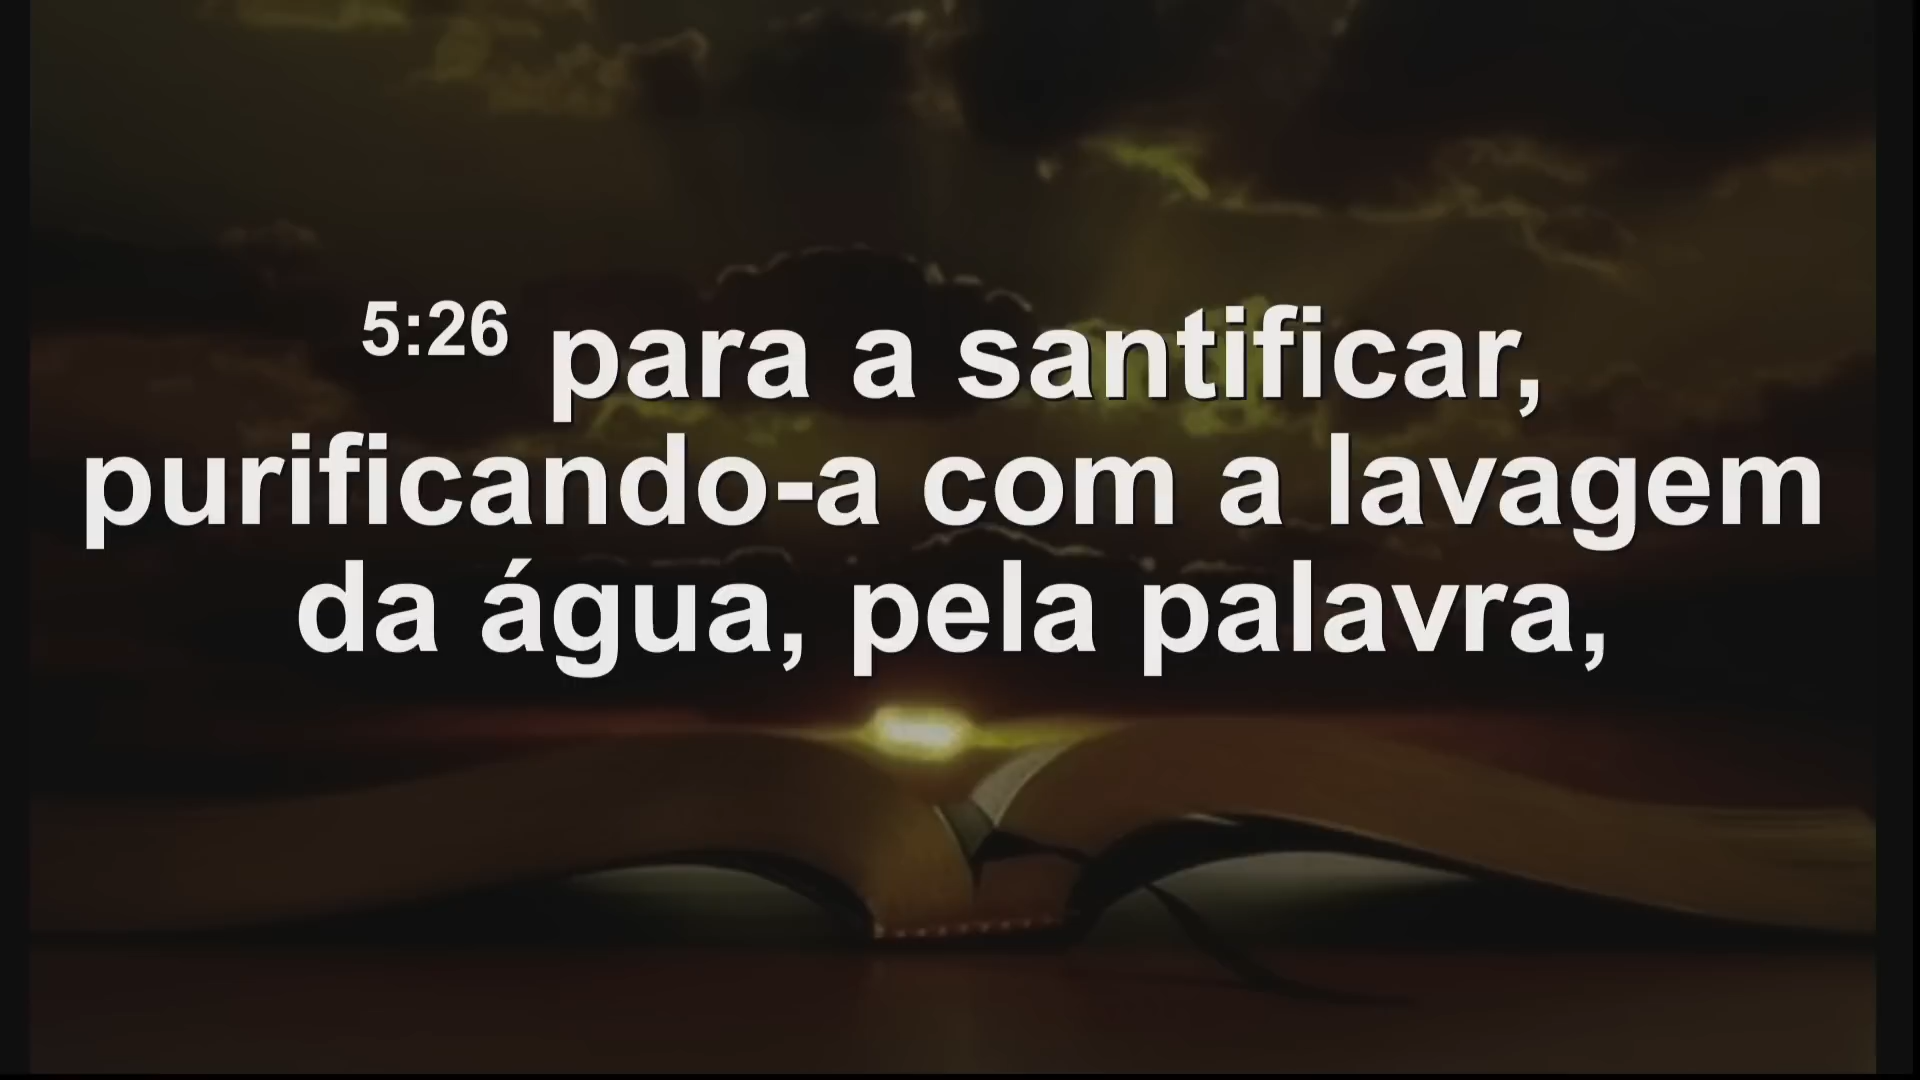 5:26 para a santificar,
purificando-a com a lavagem
da água, pela palavra,